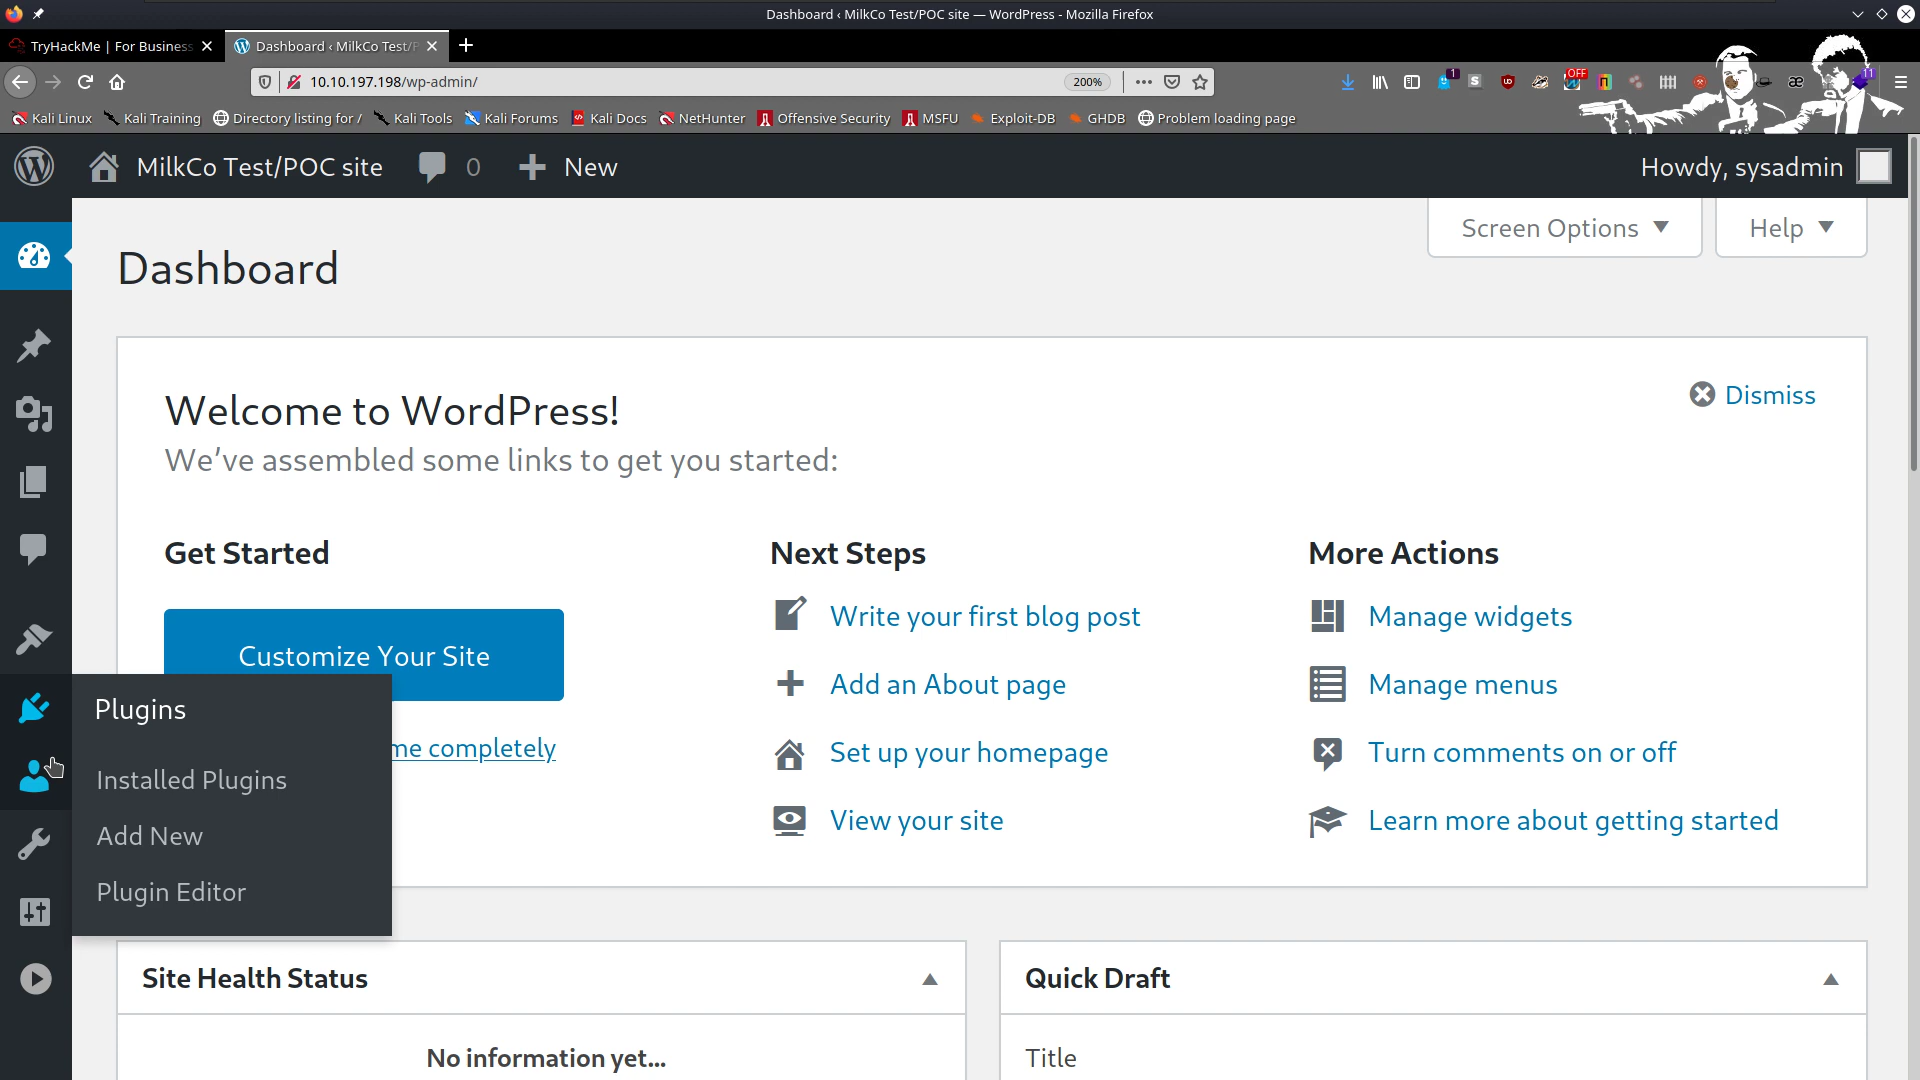 Dashboard ‹ MilkCo Test/POC site — WordPress - Mozilla Firefox
TryHackMe | For Business
Dashboard ‹ MilkCo Test/P
10.10.197.198/wp-admin/
200%
1
S
OFF
11
Kali Linux
Kali Training
Directory listing for /
Kali Tools
Kali Forums
Kali Docs
NetHunter
Offensive Security
MSFU
Exploit-DB
GHDB
Problem loading page
MilkCo Test/POC site
0
New
Howdy, sysadmin
Screen Options
Help
Dashboard
Welcome to WordPress!
Dismiss
We’ve assembled some links to get you started:
Get Started
Customize Your Site
me completely
Next Steps
Write your first blog post
Add an About page
Set up your homepage
View your site
More Actions
Manage widgets
Manage menus
Turn comments on or off
Learn more about getting started
Plugins
Installed Plugins
Add New
Plugin Editor
Site Health Status
No information yet...
Quick Draft
Title